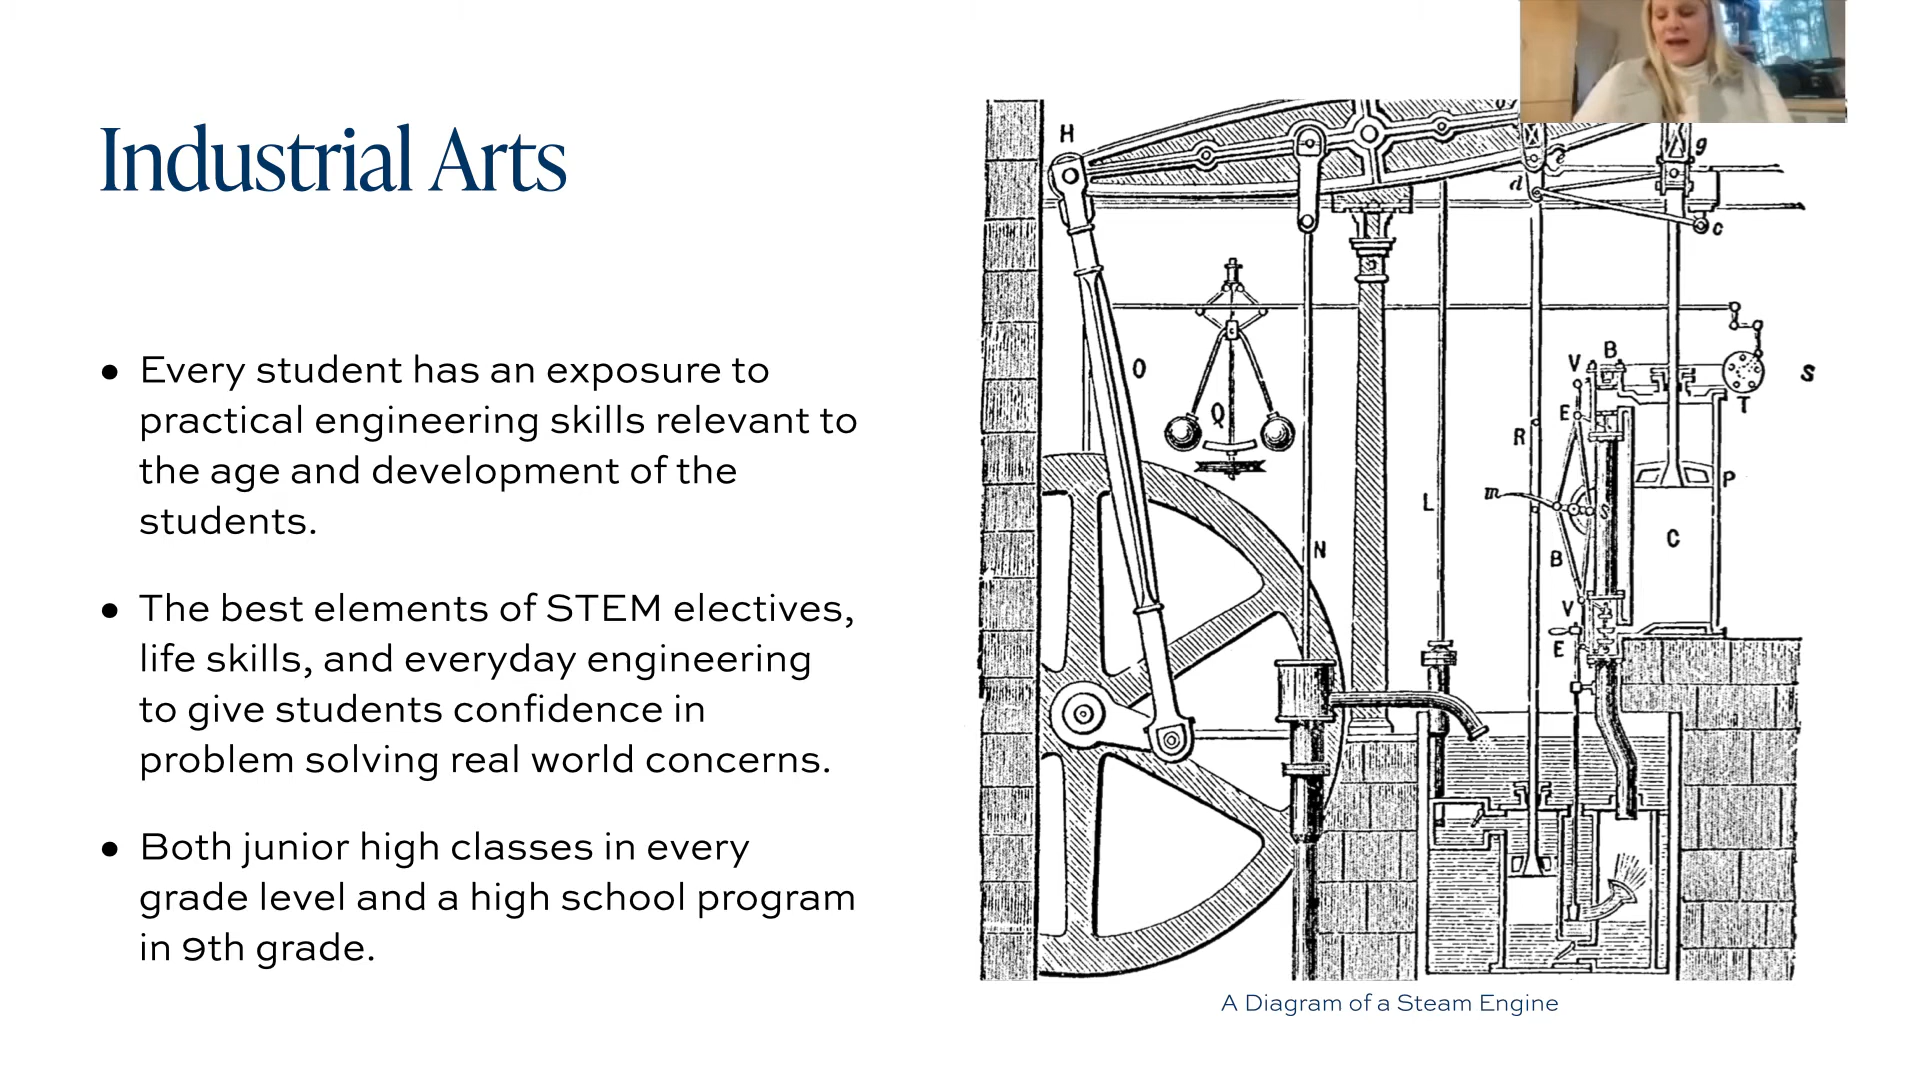 Industrial Arts
• Every student has an exposure to
practical engineering skills relevant to
the age and development of the
students.
• The best elements of STEM electives,
life skills, and everyday engineering
to give students confidence in
problem solving real world concerns.
• Both junior high classes in every
grade level and a high school program
in 9th grade.
H
g
e
d
c
O
Q
V
B
S
T
E
R
P
m
L
S
C
N
B
V
E
A Diagram of a Steam Engine